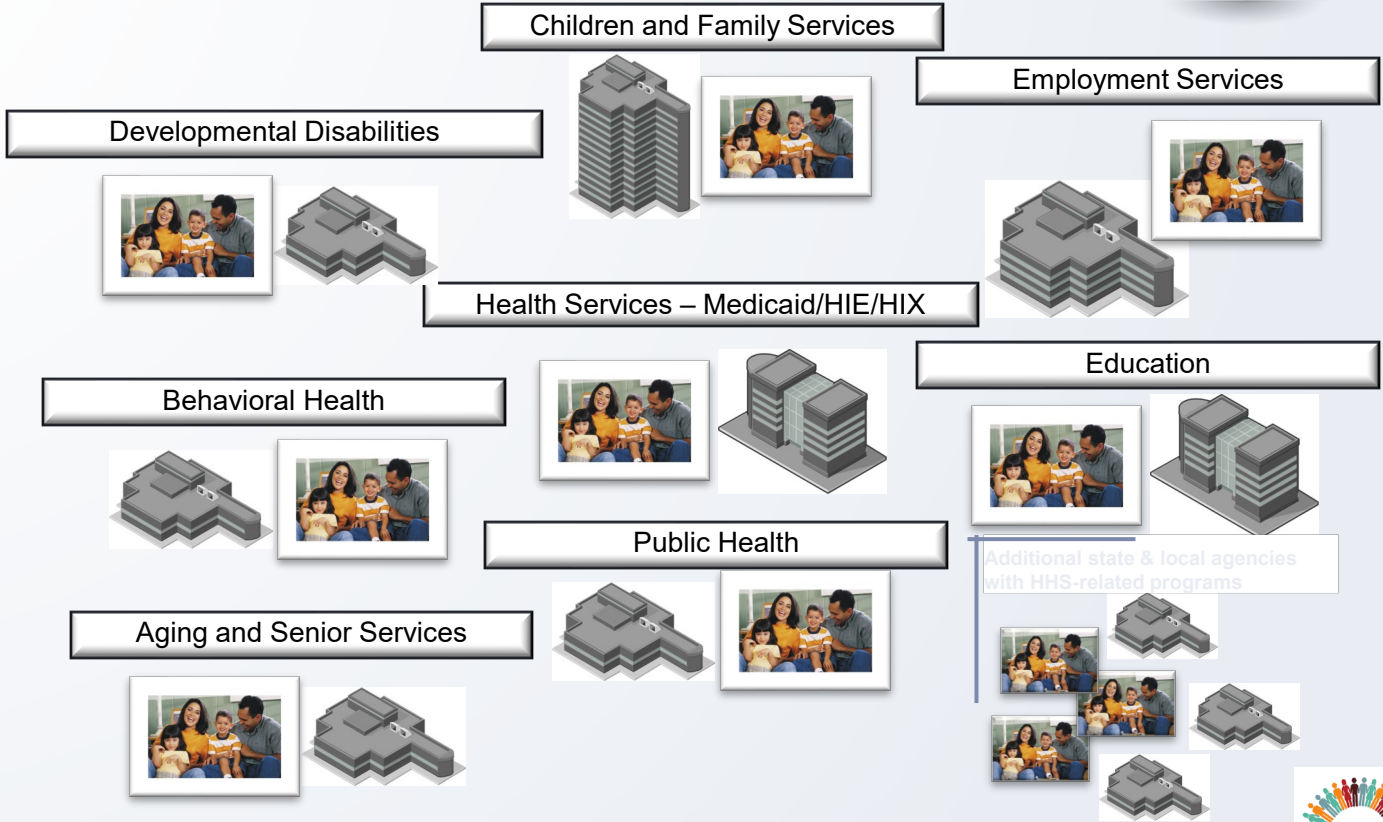 Children and Family Services
Employment Services
Developmental Disabilities
Health Services – Medicaid/HIE/HIX
Education
Behavioral Health
Public Health
Additional state & local agencies
with HHS-related programs
Aging and Senior Services